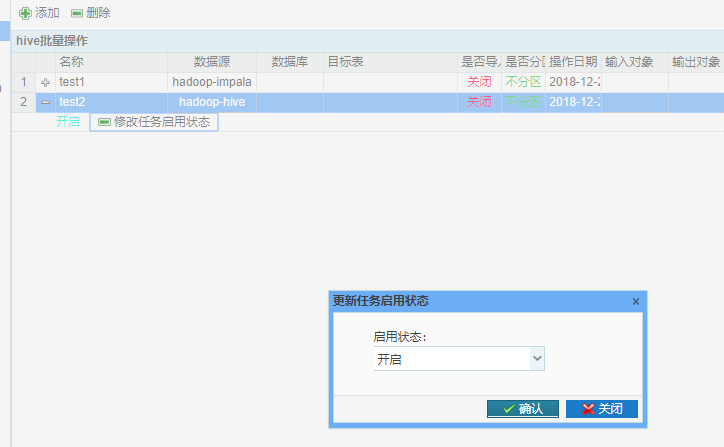 添加 删除
hive批量操作
名称 数据源 数据库 目标表 是否导入 是否分区 操作日期 输入对象 输出对象
1 test1 hadoop-impala 关闭 不分区 2018-12-2
2 test2 hadoop-hive 关闭 不分区 2018-12-2
开启 修改任务启用状态
更新任务启用状态
启用状态:
开启
确认 关闭